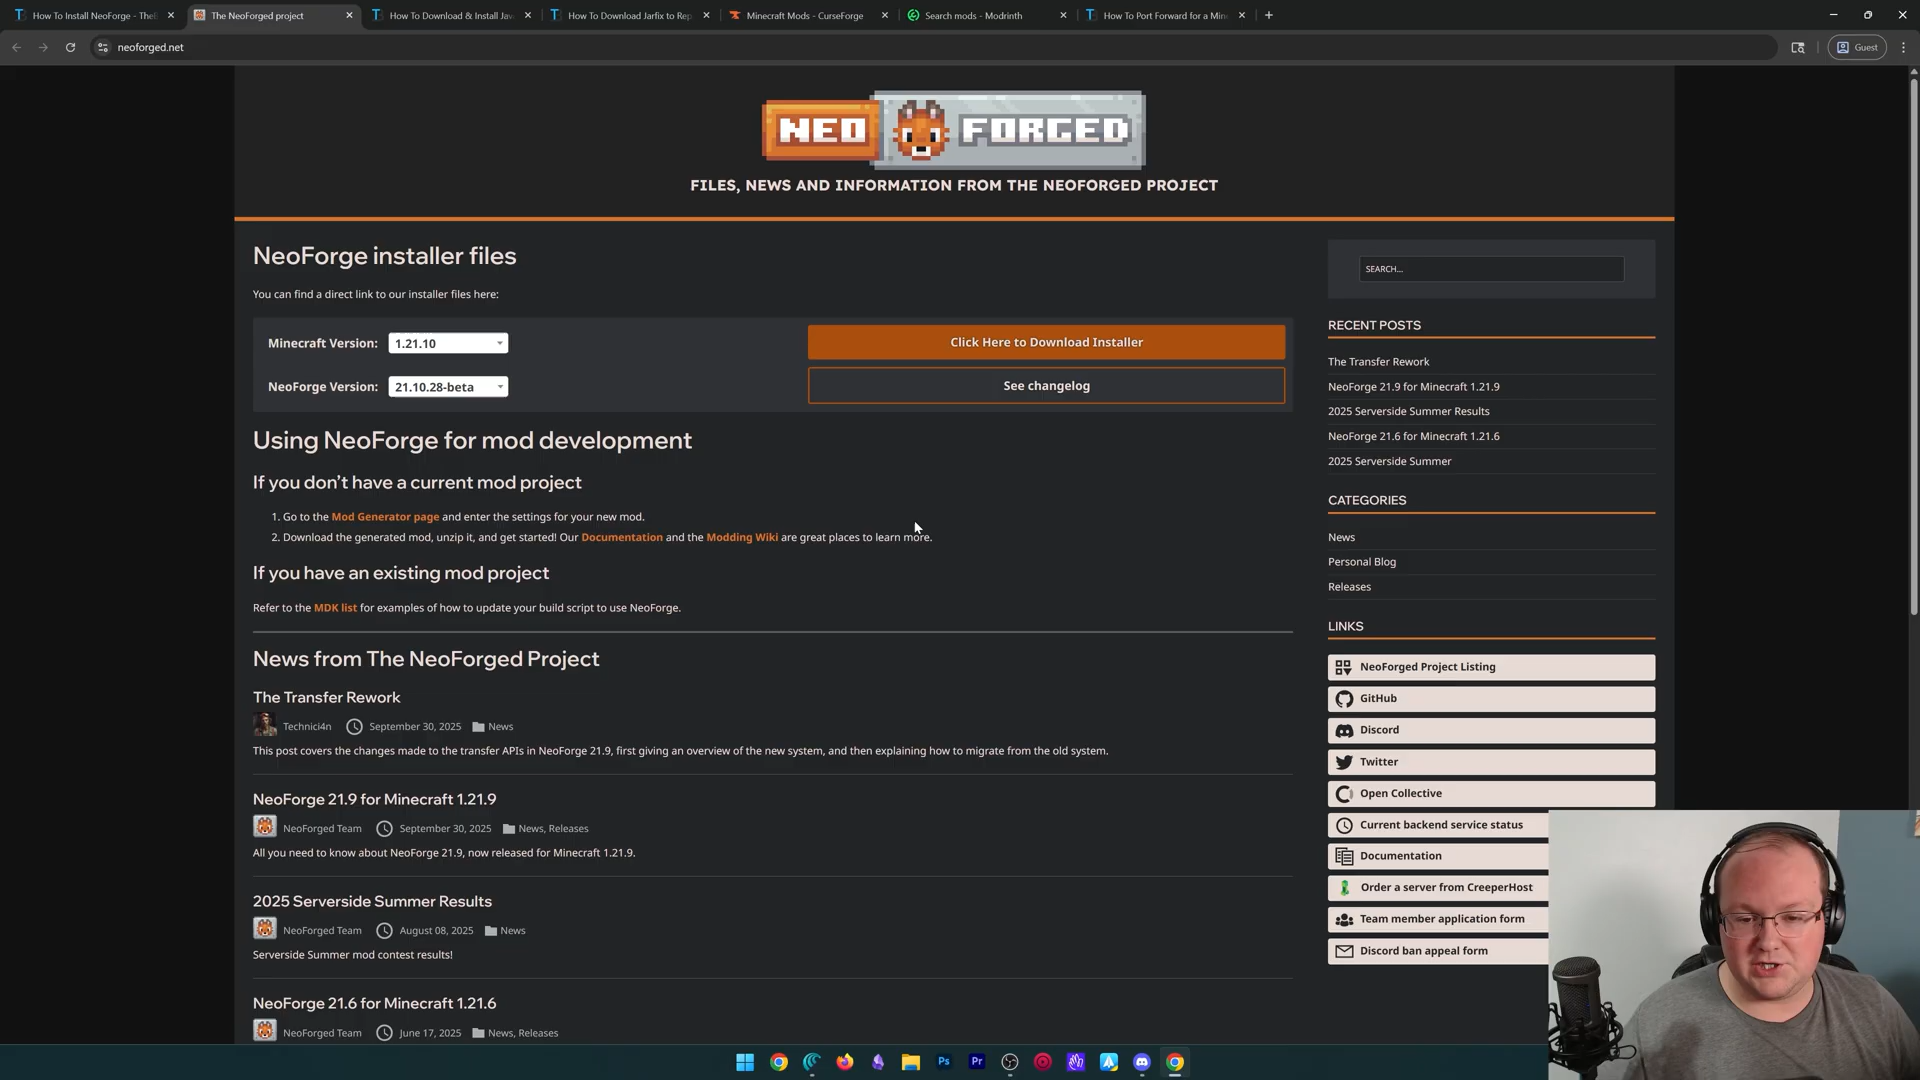 How To Install NeoForge - Thel
The NeoForged project
How To Download & Install Jav
How To Download Jarfix to Rep
Minecraft Mods - CurseForge
Search mods - Modrinth
How To Port Forward for a Min
neoforged.net
Guest
NEO FORGED
FILES, NEWS AND INFORMATION FROM THE NEOFORGED PROJECT
NeoForge installer files
You can find a direct link to our installer files here:
Minecraft Version: 1.21.10
Click Here to Download Installer
NeoForge Version: 21.10.28-beta
See changelog
Using NeoForge for mod development
If you don't have a current mod project
1. Go to the Mod Generator page and enter the settings for your new mod.
2. Download the generated mod, unzip it, and get started! Our Documentation and the Modding Wiki are great places to learn more.
If you have an existing mod project
Refer to the MDK list for examples of how to update your build script to use NeoForge.
News from The NeoForged Project
The Transfer Rework
Technici4n September 30, 2025 News
This post covers the changes made to the transfer APIs in NeoForge 21.9, first giving an overview of the new system, and then explaining how to migrate from the old system.
NeoForge 21.9 for Minecraft 1.21.9
NeoForged Team September 30, 2025 News, Releases
All you need to know about NeoForge 21.9, now released for Minecraft 1.21.9.
2025 Serverside Summer Results
NeoForged Team August 08, 2025 News
Serverside Summer mod contest results!
NeoForge 21.6 for Minecraft 1.21.6
NeoForged Team June 17, 2025 News, Releases
SEARCH...
RECENT POSTS
The Transfer Rework
NeoForge 21.9 for Minecraft 1.21.9
2025 Serverside Summer Results
NeoForge 21.6 for Minecraft 1.21.6
2025 Serverside Summer
CATEGORIES
News
Personal Blog
Releases
LINKS
NeoForged Project Listing
GitHub
Discord
Twitter
Open Collective
Current backend service status
Documentation
Order a server from CreeperHost
Team member application form
Discord ban appeal form
Ps
Pr